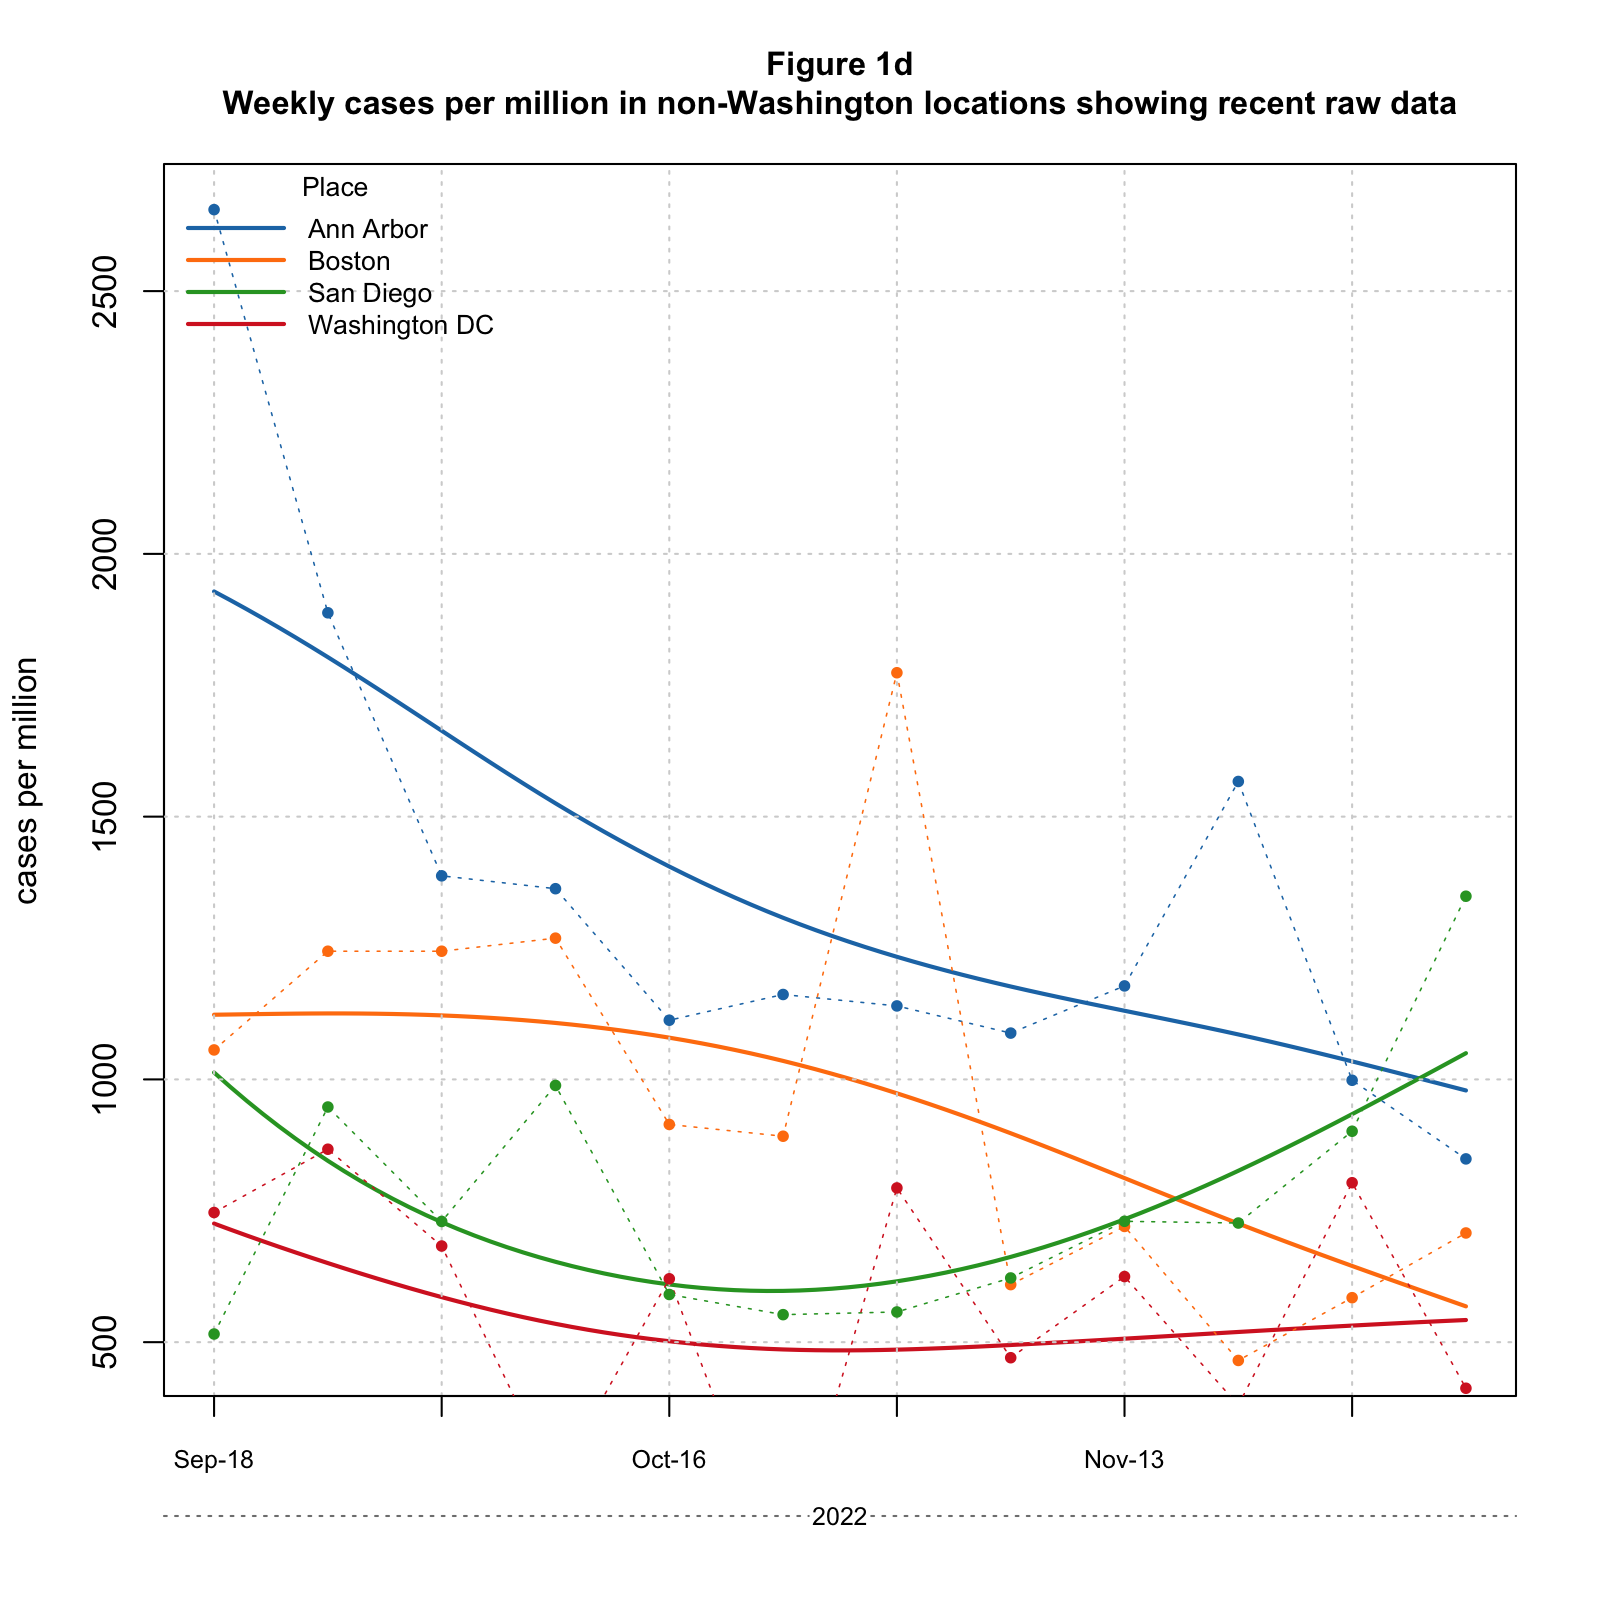 Figure 1d
Weekly cases per million in non-Washington locations showing recent raw data
Place
Ann Arbor
Boston
San Diego
Washington DC
2500
2000
1500
1000
500
cases per million
Sep-18
Oct-16
Nov-13
2022